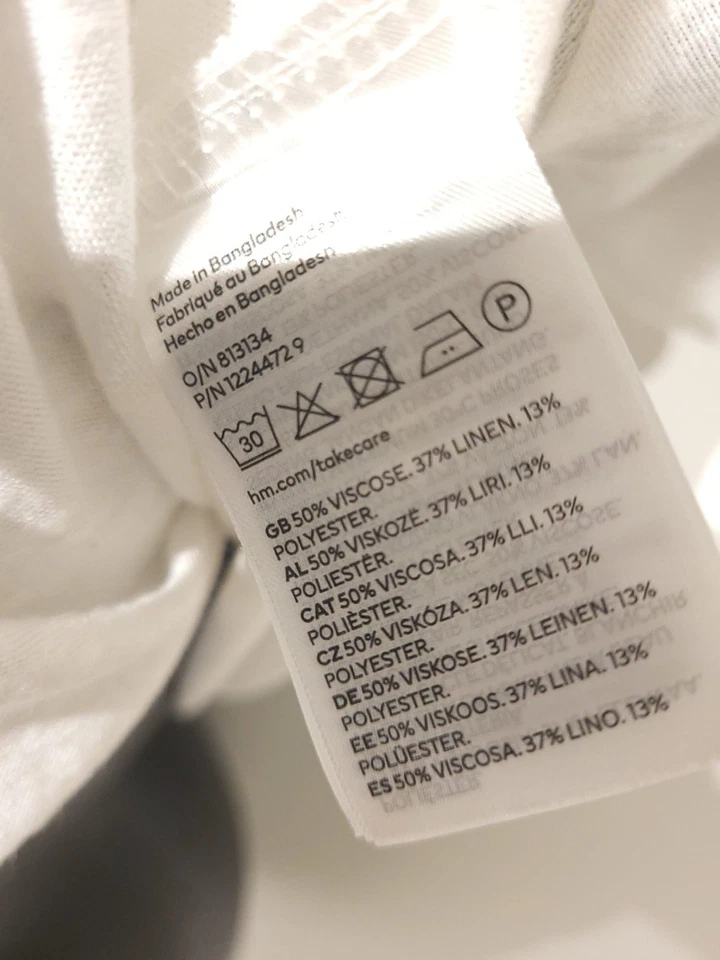 Made in Bangladesh
Fabriqué au Bangladesh
Hecho en Bangladesh
O/N 813134
P/N 12244729
30
P
hm.com/takecare
GB 50% VISCOSE. 37% LINEN. 13%
POLYESTER.
AL 50% VISKOZË. 37% LIRI. 13%
POLIESTËR.
CAT 50% VISCOSA. 37% LLI. 13%
POLIÈSTER.
CZ 50% VISKÓZA. 37% LEN. 13%
POLYESTER.
DE 50% VISKOSE. 37% LEINEN. 13%
POLYESTER.
EE 50% VISKOOS. 37% LINA. 13%
POLÜESTER.
ES 50% VISCOSA. 37% LINO. 13%